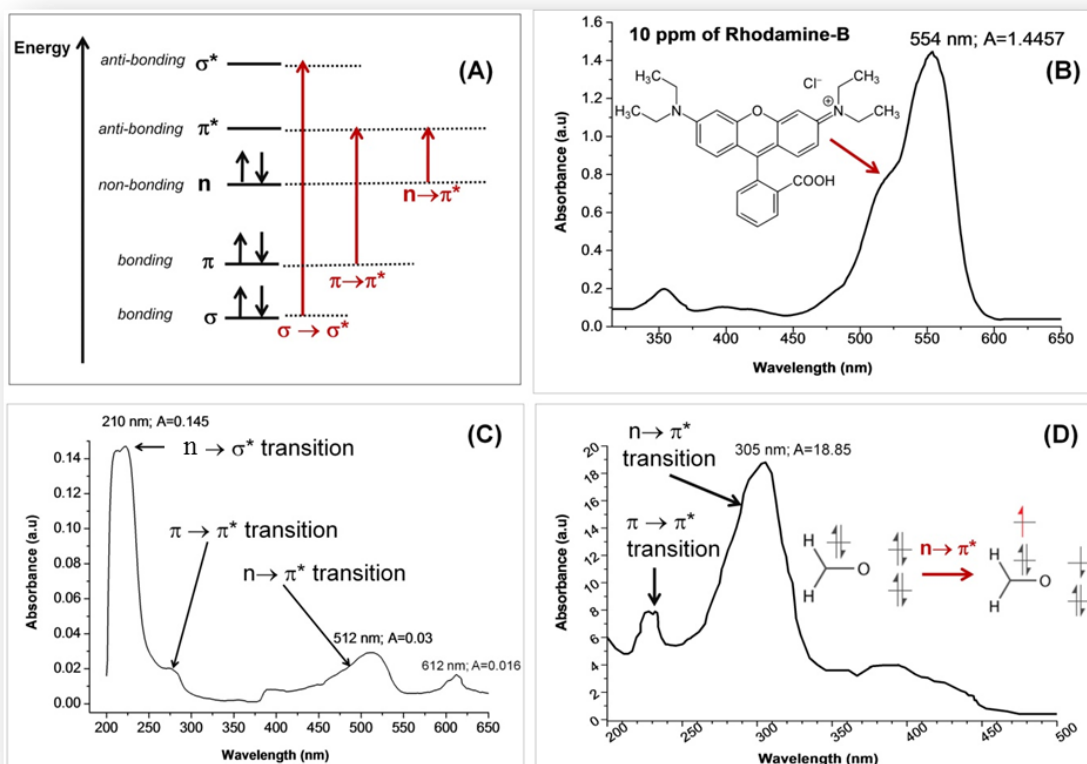 (A)
Energy
anti-bonding σ*
anti-bonding π*
non-bonding n
n→π*
bonding π
π→π*
bonding σ
σ → σ*
(B)
10 ppm of Rhodamine-B
554 nm; A=1.4457
Cl⁻
H₃C
CH₃
H₃C
N
O
N
⊕
CH₃
COOH
Absorbance (a.u)
1.6
1.4
1.2
1.0
0.8
0.6
0.4
0.2
0.0
350 400 450 500 550 600 650
Wavelength (nm)
(C)
210 nm; A=0.145
n → σ* transition
π → π* transition
n→ π* transition
512 nm; A=0.03
612 nm; A=0.016
Absorbance (a.u)
0.14
0.12
0.10
0.08
0.06
0.04
0.02
0.00
200 250 300 350 400 450 500 550 600 650
Wavelength (nm)
(D)
n→ π*
transition
305 nm; A=18.85
π → π*
transition
H
H
O
n→ π*
H
H
O
Absorbance (a.u)
20
18
16
14
12
10
8
6
4
2
0
200 250 300 350 400 450 500
Wavelength (nm)